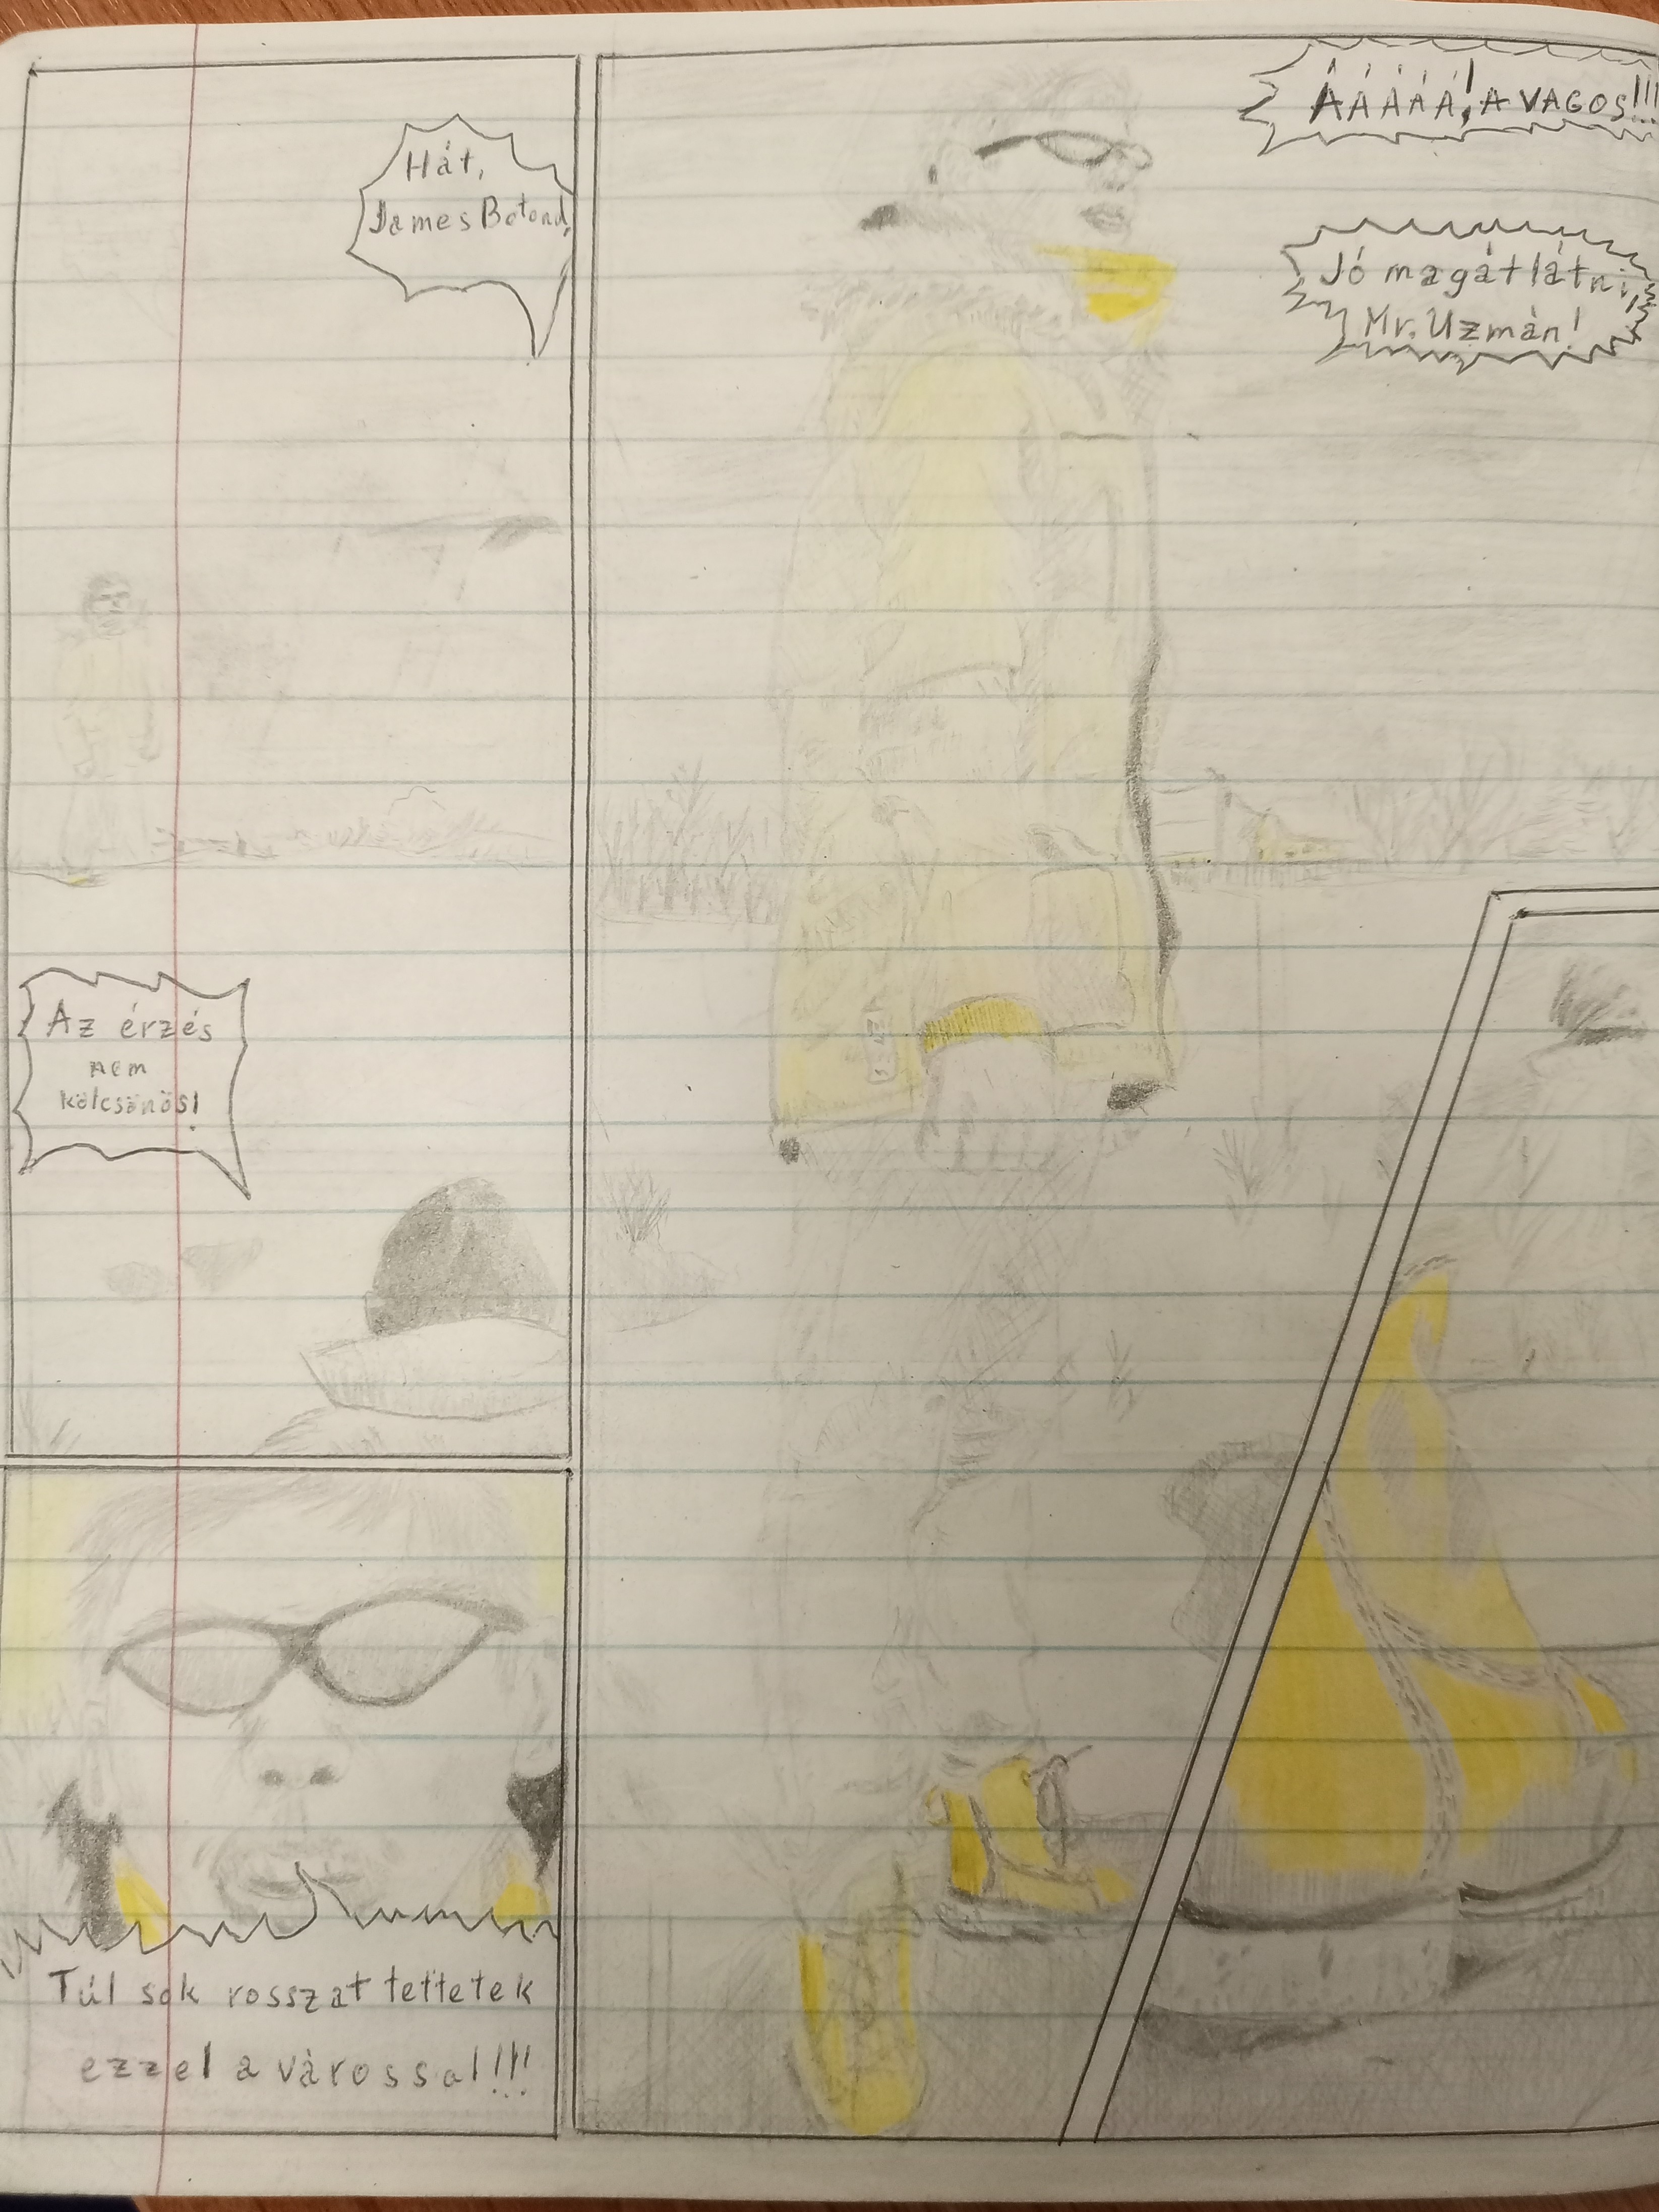 Hát,
James Botond,
Az érzés
nem
kölcsönös!
Túl sok rosszat tettetek
ezzel a várossal!!!
ÁÁÁÁÁ! A VAGOS!!!
Jó magát látni,
Mr. Uzmán!